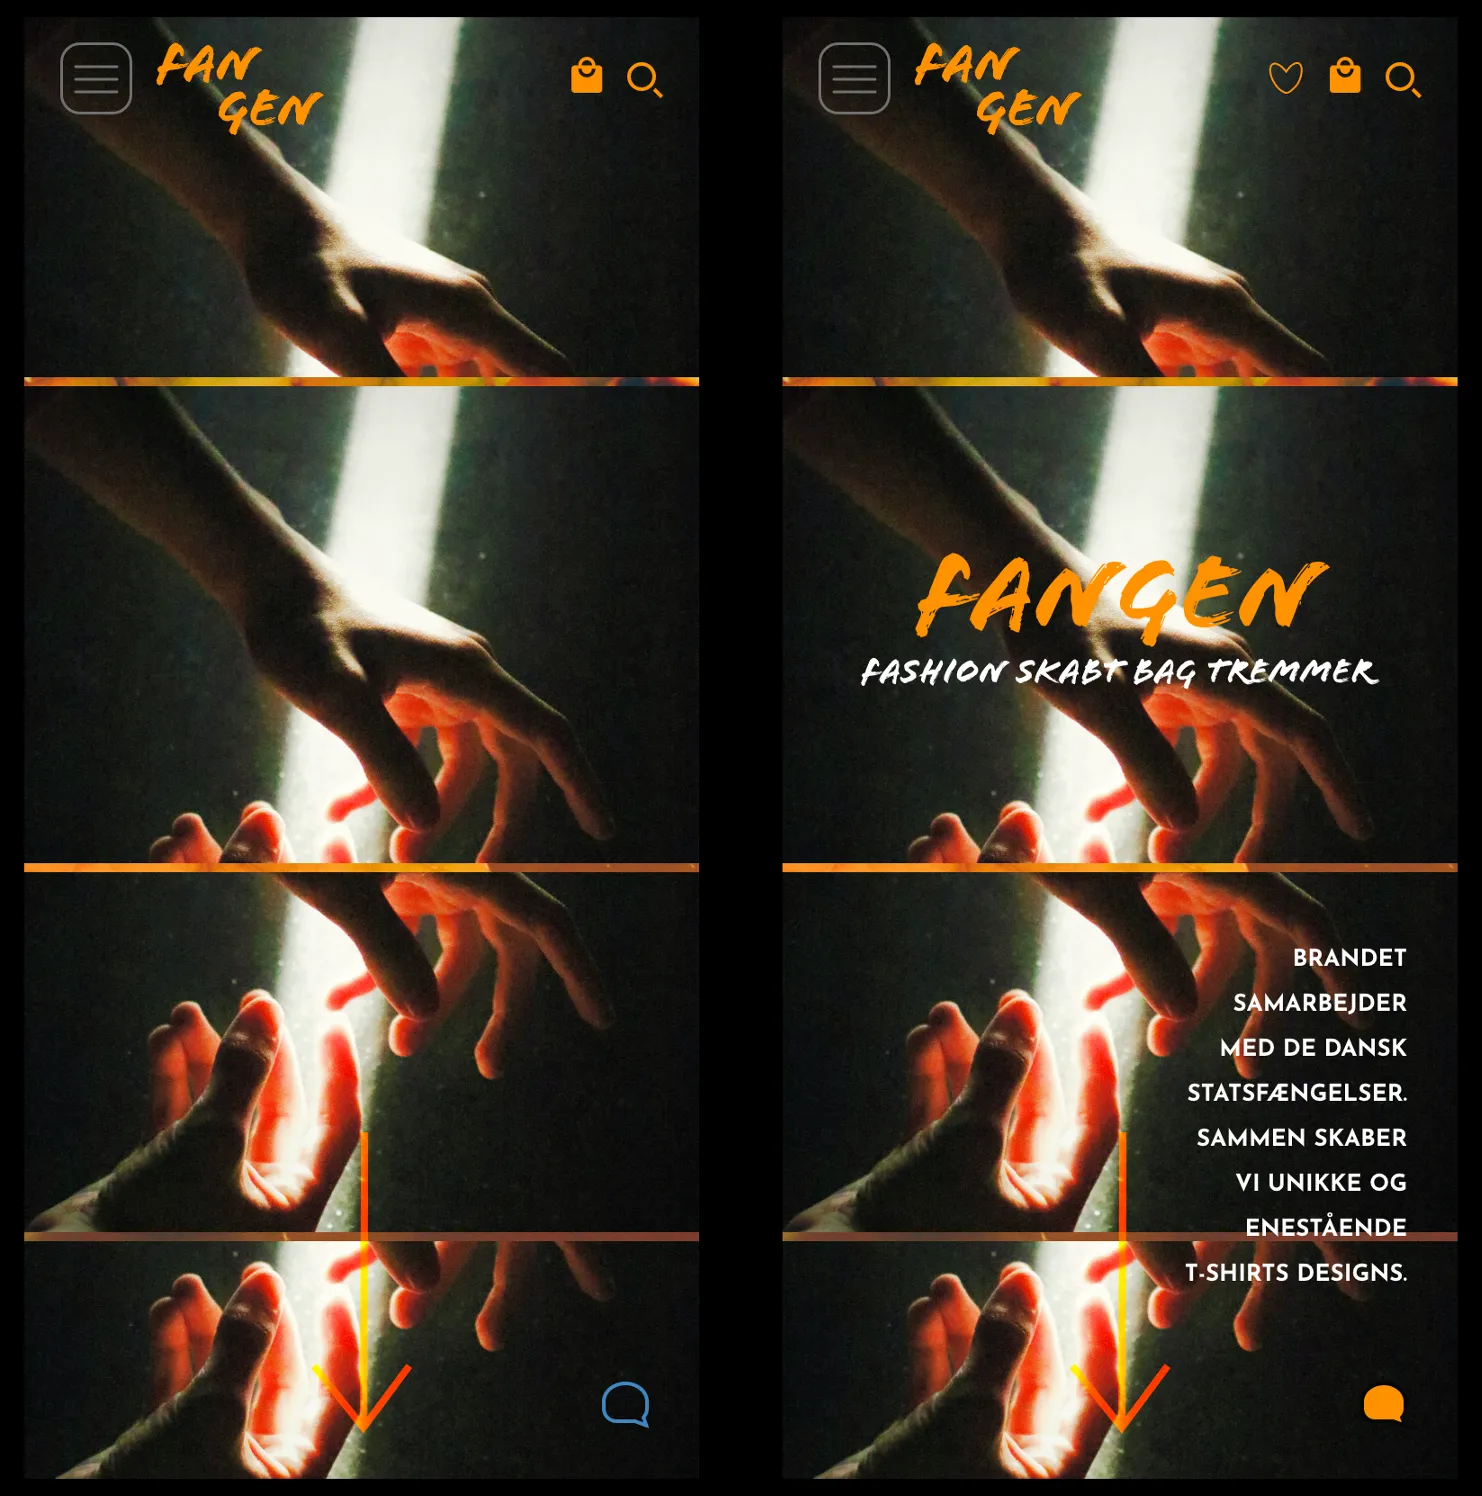 FAN
GEN
FAN
GEN
FANGEN
FASHION SKABT BAG TREMMER
BRANDET
SAMARBEJDER
MED DE DANSK
STATSFÆNGELSER.
SAMMEN SKABER
VI UNIKKE OG
ENESTÅENDE
T-SHIRTS DESIGNS.